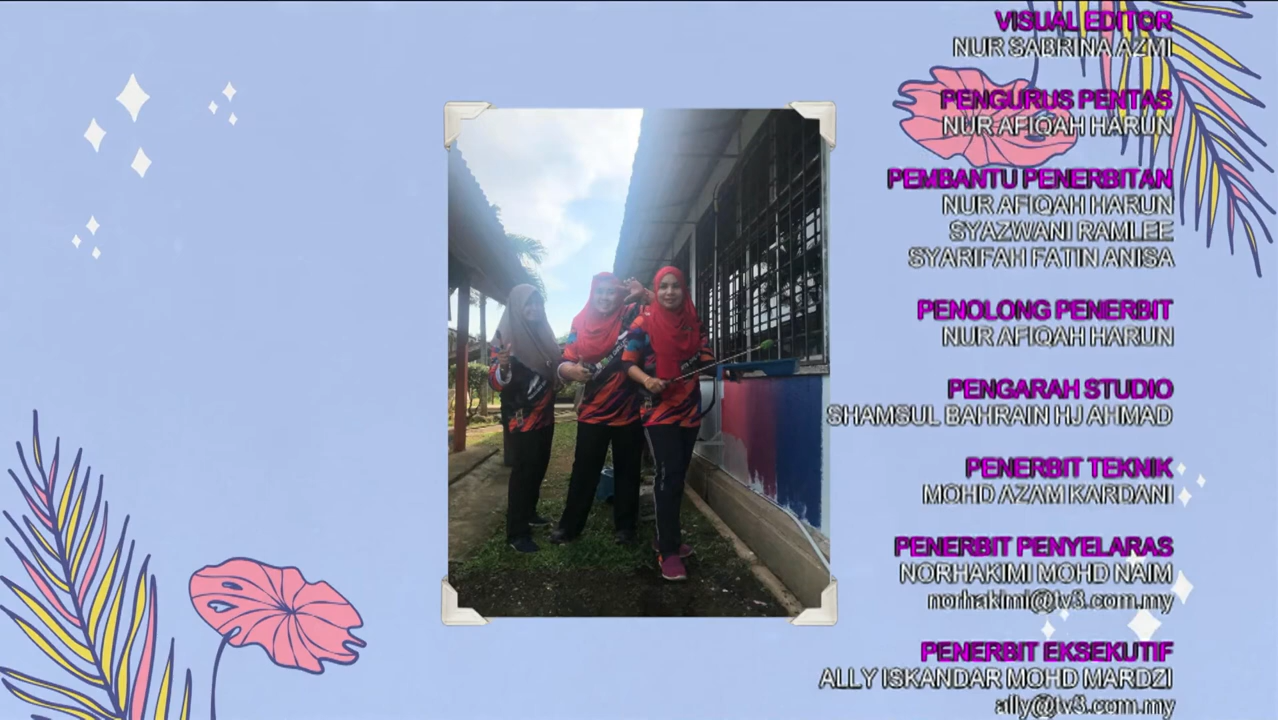 VISUAL EDITOR
NUR SABRINA AZMI
PENGURUS PENTAS
NUR AFIQAH HARUN
PEMBANTU PENERBITAN
NUR AFIQAH HARUN
SYAZWANI RAMLEE
SYARIFAH FATIN ANISA
PENOLONG PENERBIT
NUR AFIQAH HARUN
PENGARAH STUDIO
SHAMSUL BAHRAIN HJ AHMAD
PENERBIT TEKNIK
MOHD AZAM KARDANI
PENERBIT PENYELARAS
NORHAKIMI MOHD NAIM
norhakimi@tv3.com.my
PENERBIT EKSEKUTIF
ALLY ISKANDAR MOHD MARDZI
ally@tv3.com.my